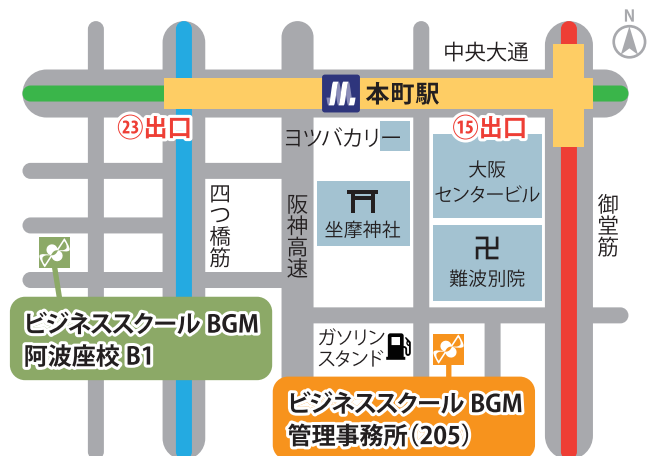 N
中央大通
本町駅
㉓出口
⑮出口
ヨツバカリー
大阪
センタービル
四つ橋筋
阪神高速
坐摩神社
御堂筋
難波別院
ビジネススクール BGM
阿波座校 B1
ガソリン
スタンド
ビジネススクール BGM
管理事務所（205）